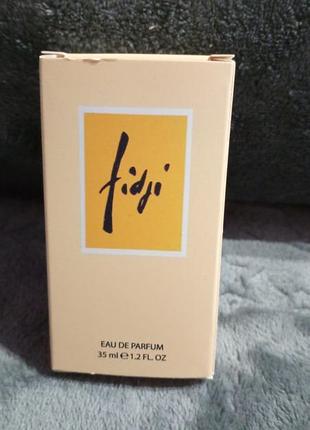 fidji
EAU DE PARFUM
35 ml ℮ 1.2 FL. OZ